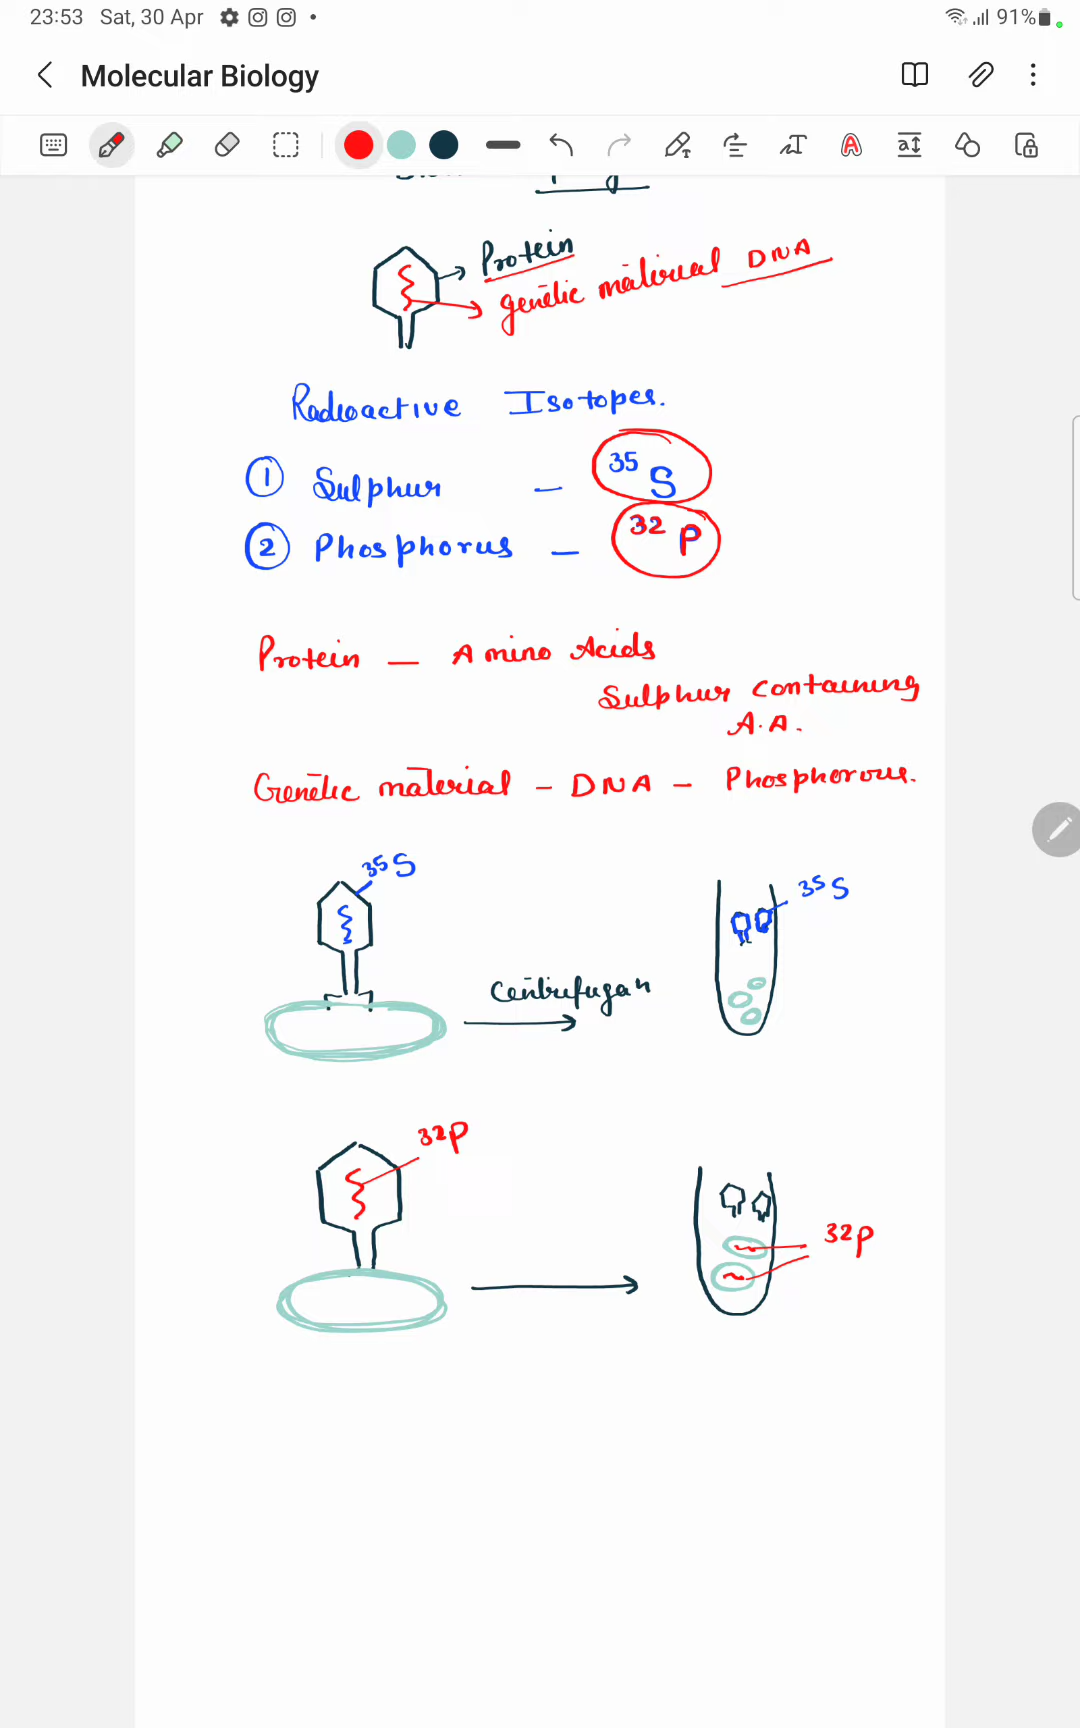 23:53 Sat, 30 Apr
91%
Molecular Biology
Protein
genetic material DNA
Radioactive Isotopes.
1 Sulphur - 35 S
2 Phosphorus - 32 P
Protein - Amino Acids
Sulphur containing
A.A.
Genetic material - DNA - Phosphorous.
35S
35S
Centrifugan
32P
32P